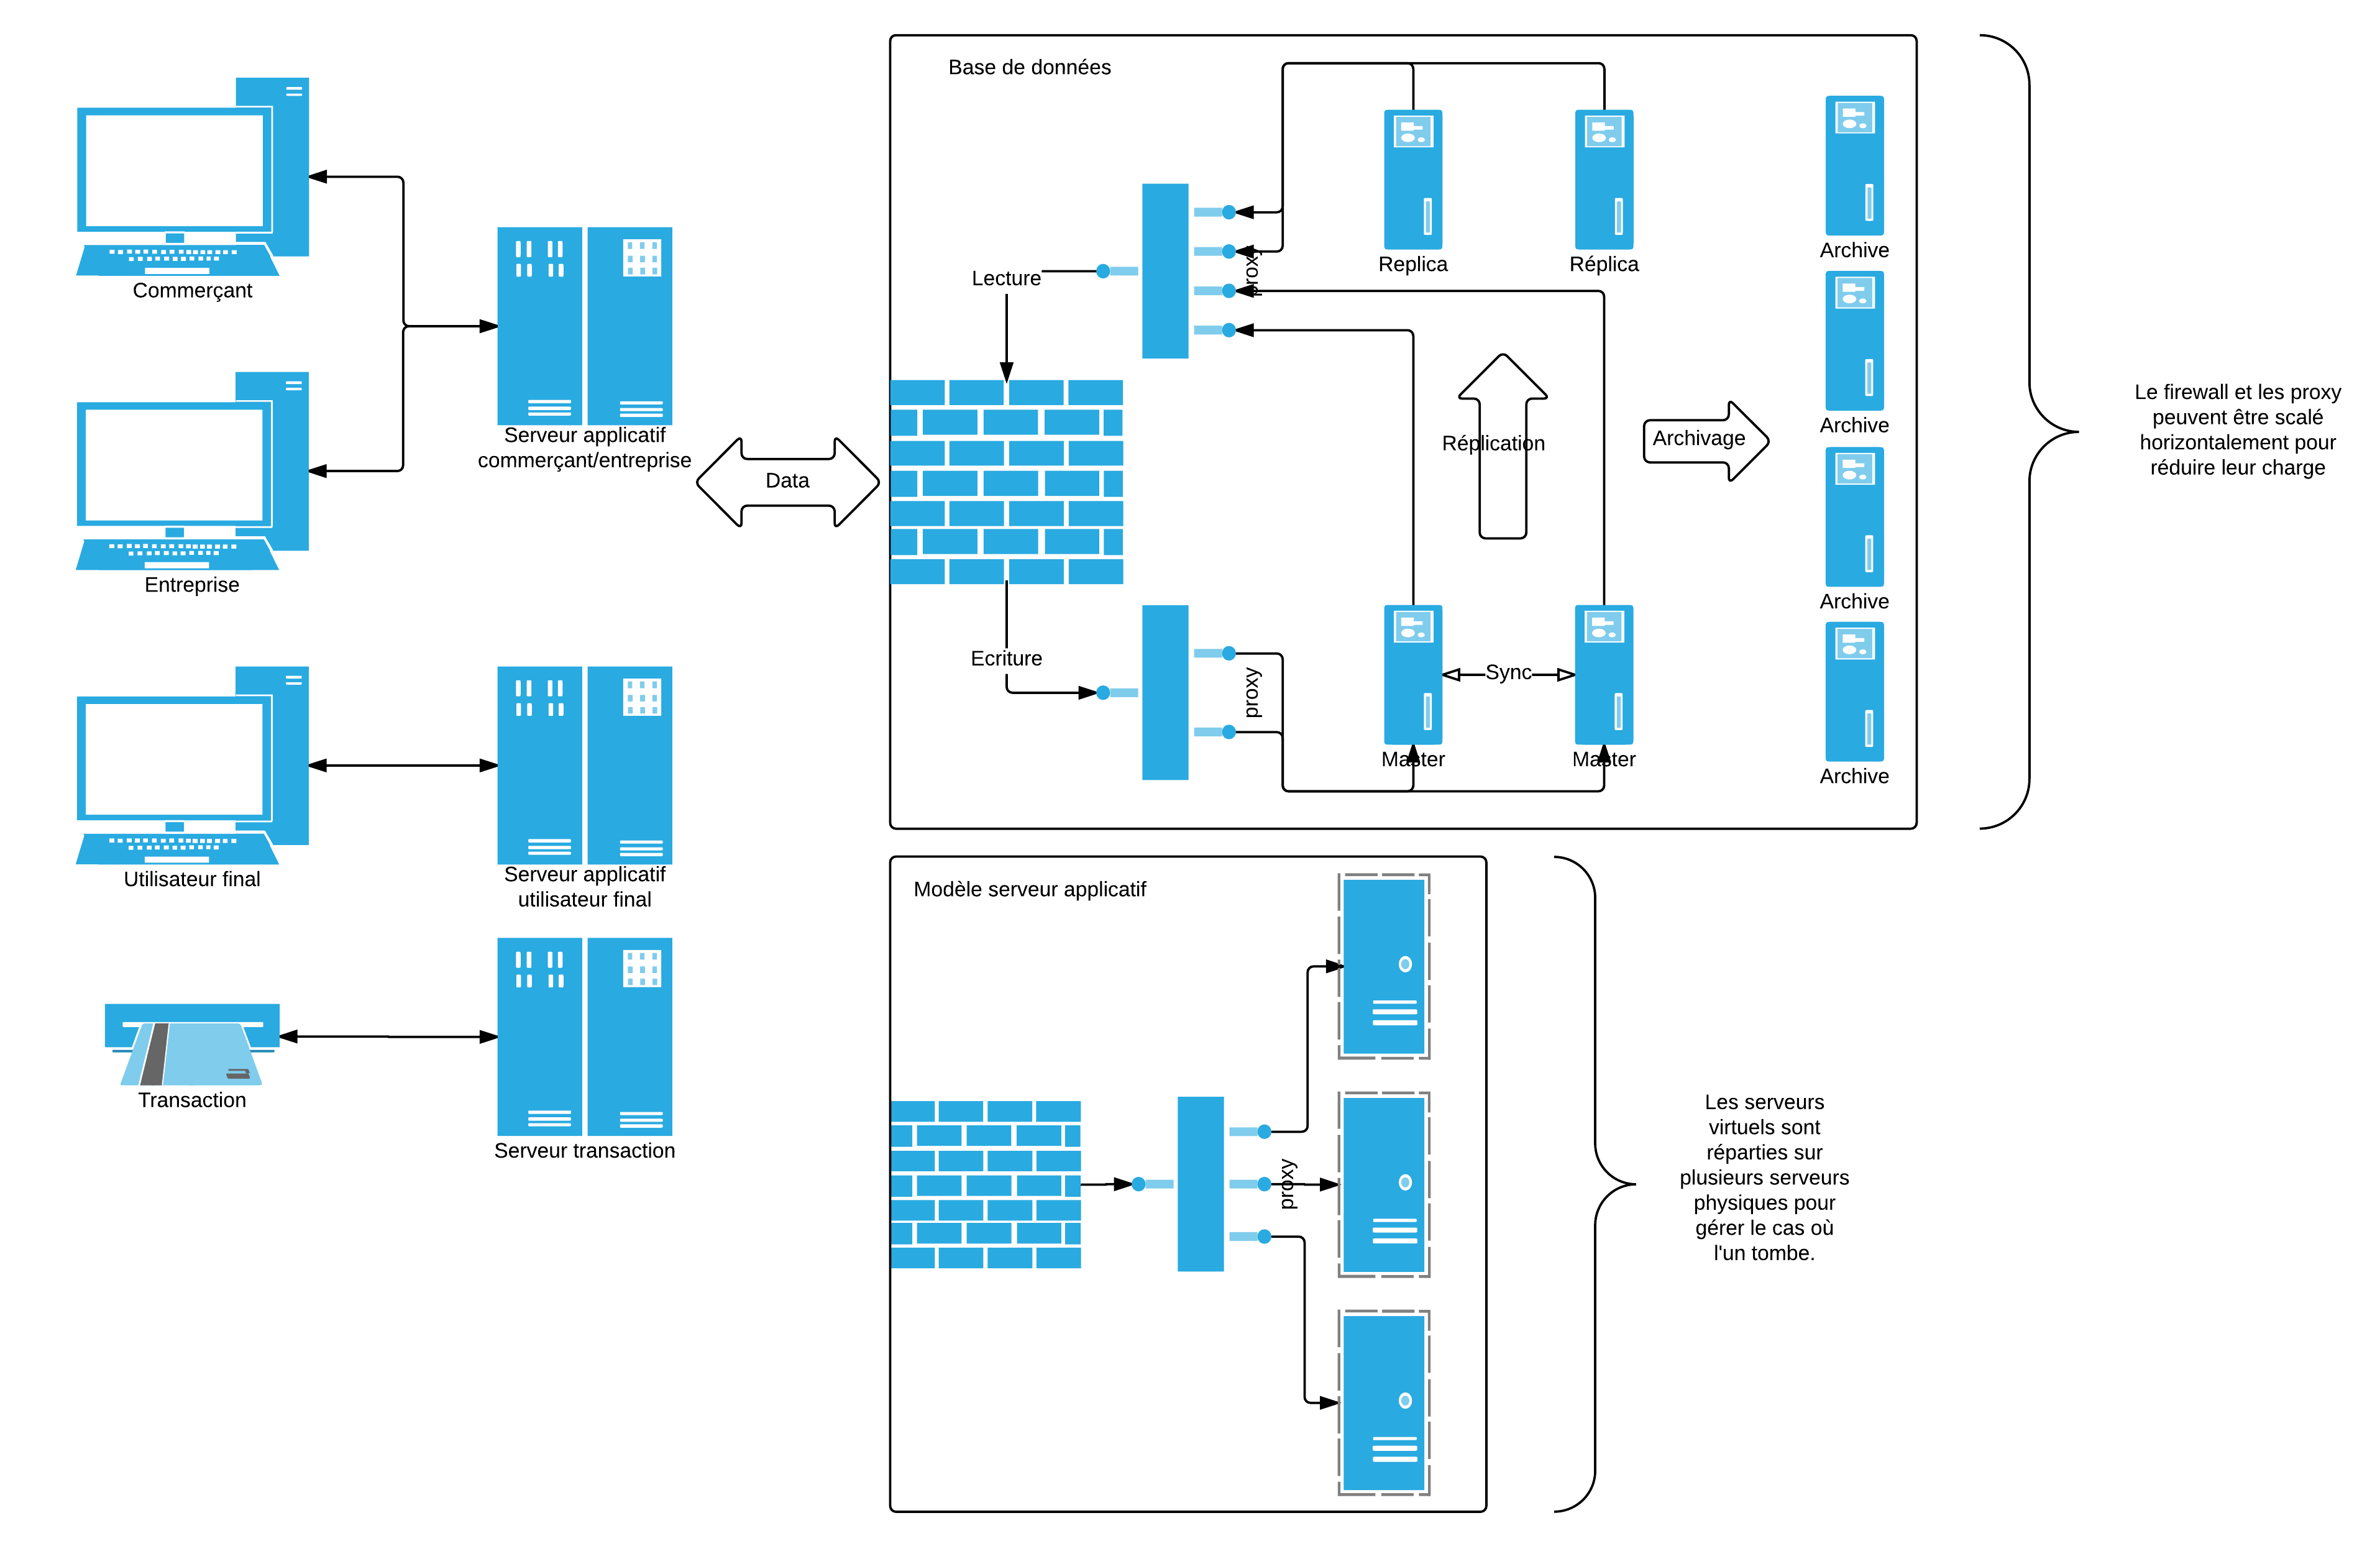 Base de données
Commerçant
Entreprise
Serveur applicatif
commerçant/entreprise
Data
Lecture
proxy
Replica
Réplica
Réplication
Archivage
Archive
Archive
Archive
Archive
Ecriture
proxy
Sync
Master
Master
Le firewall et les proxy
peuvent être scalé
horizontalement pour
réduire leur charge
Utilisateur final
Serveur applicatif
utilisateur final
Transaction
Serveur transaction
Modèle serveur applicatif
proxy
Les serveurs
virtuels sont
réparties sur
plusieurs serveurs
physiques pour
gérer le cas où
l'un tombe.